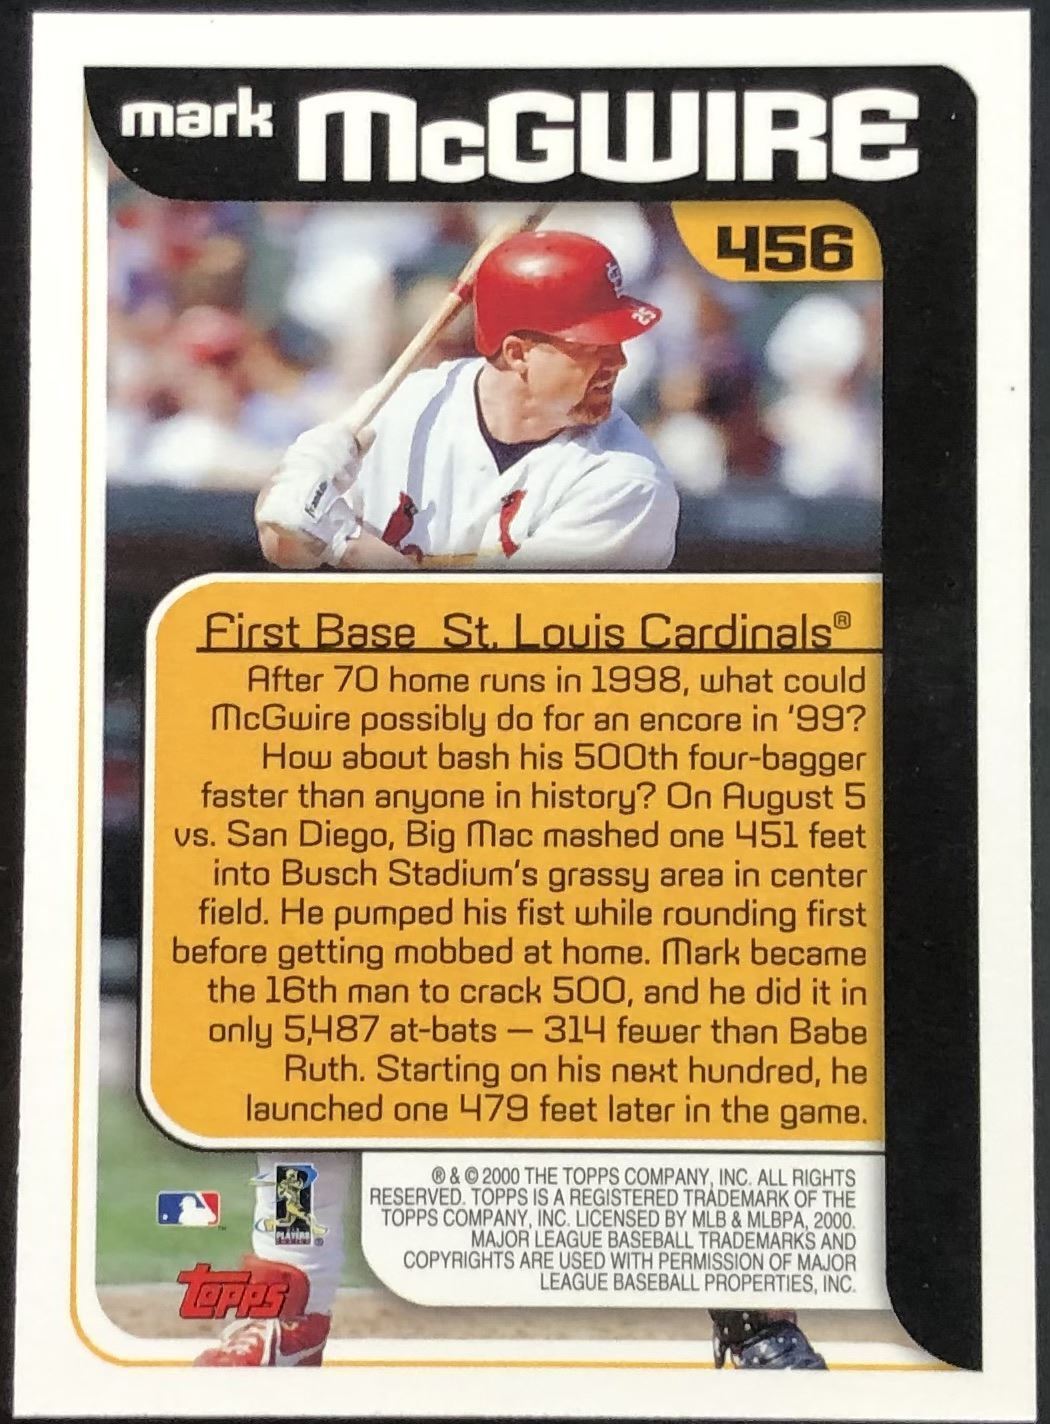 mark McGWIRE
456
25
Franklin
First Base St. Louis Cardinals®
After 70 home runs in 1998, what could
McGwire possibly do for an encore in '99?
How about bash his 500th four-bagger
faster than anyone in history? On August 5
vs. San Diego, Big Mac mashed one 451 feet
into Busch Stadium's grassy area in center
field. He pumped his fist while rounding first
before getting mobbed at home. Mark became
the 16th man to crack 500, and he did it in
only 5,487 at-bats — 314 fewer than Babe
Ruth. Starting on his next hundred, he
launched one 479 feet later in the game.
® & © 2000 THE TOPPS COMPANY, INC. ALL RIGHTS
RESERVED. TOPPS IS A REGISTERED TRADEMARK OF THE
TOPPS COMPANY, INC. LICENSED BY MLB & MLBPA, 2000.
MAJOR LEAGUE BASEBALL TRADEMARKS AND
COPYRIGHTS ARE USED WITH PERMISSION OF MAJOR
LEAGUE BASEBALL PROPERTIES, INC.
PLAYERS
Topps